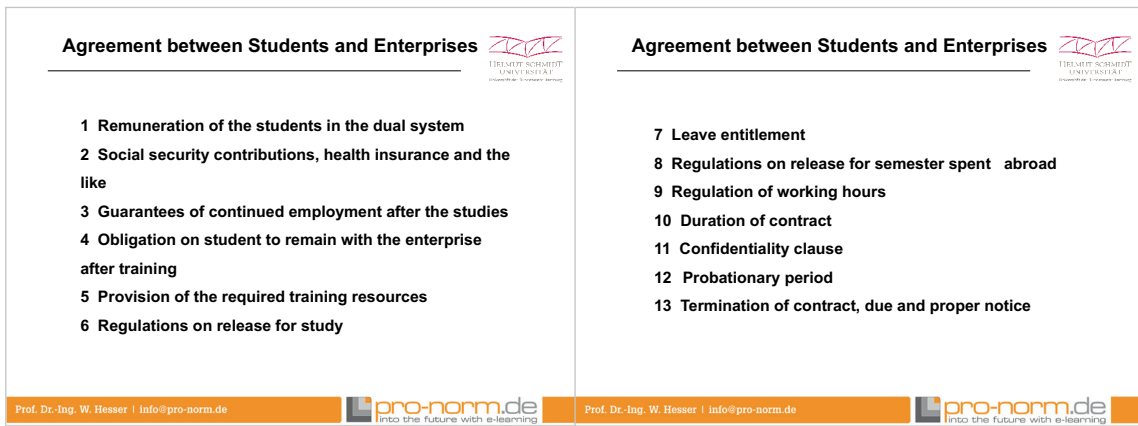 Agreement between Students and Enterprises
HELMUT SCHMIDT
UNIVERSITÄT
1 Remuneration of the students in the dual system
2 Social security contributions, health insurance and the
like
3 Guarantees of continued employment after the studies
4 Obligation on student to remain with the enterprise
after training
5 Provision of the required training resources
6 Regulations on release for study
Prof. Dr.-Ing. W. Hesser | info@pro-norm.de
pro-norm.de
into the future with e-learning
Agreement between Students and Enterprises
HELMUT SCHMIDT
UNIVERSITÄT
7 Leave entitlement
8 Regulations on release for semester spent abroad
9 Regulation of working hours
10 Duration of contract
11 Confidentiality clause
12 Probationary period
13 Termination of contract, due and proper notice
Prof. Dr.-Ing. W. Hesser | info@pro-norm.de
pro-norm.de
into the future with e-learning